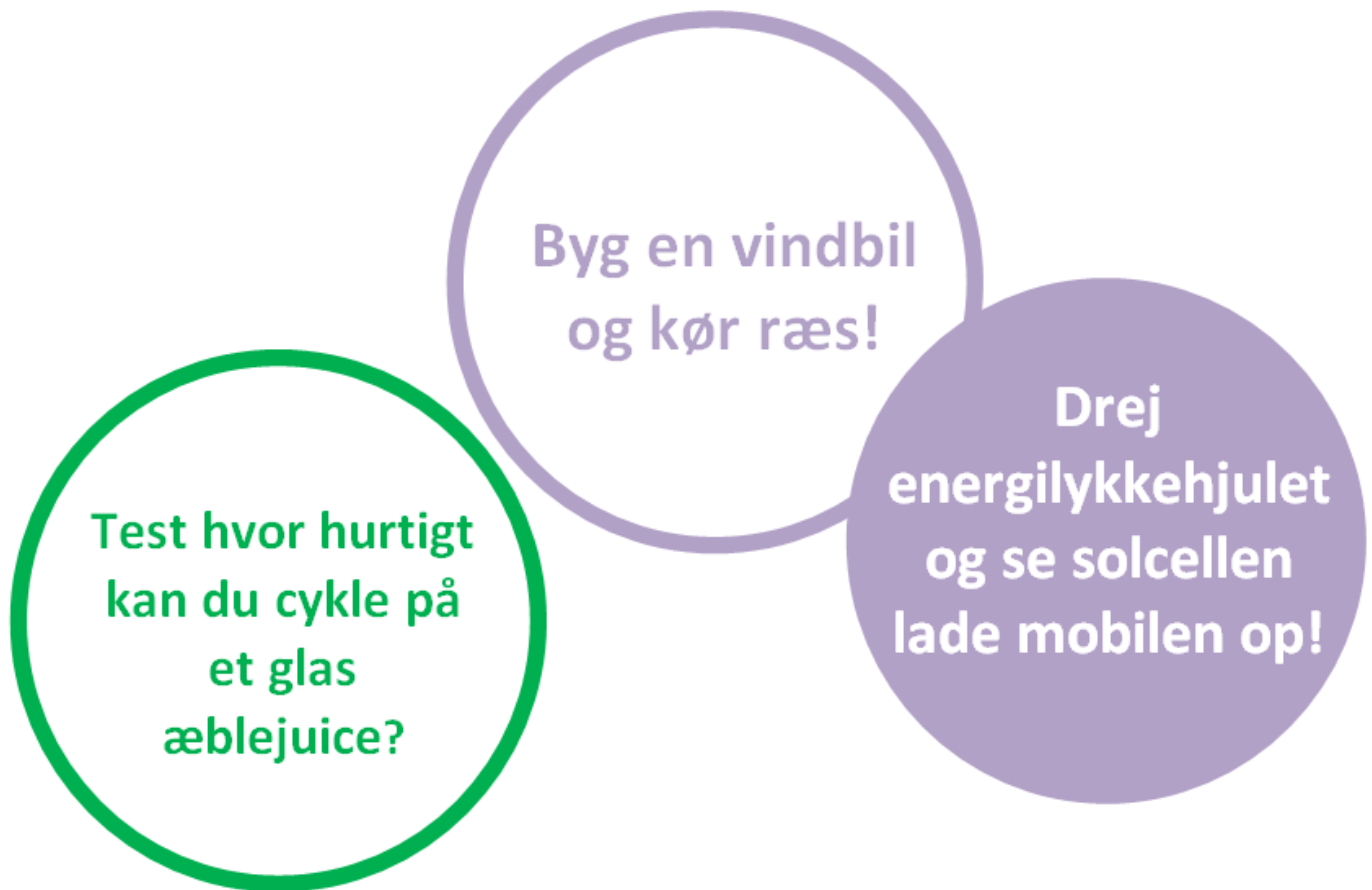 Byg en vindbil
og kør ræs!
Drej
energilykkehjulet
og se solcellen
lade mobilen op!
Test hvor hurtigt
kan du cykle på
et glas
æblejuice?